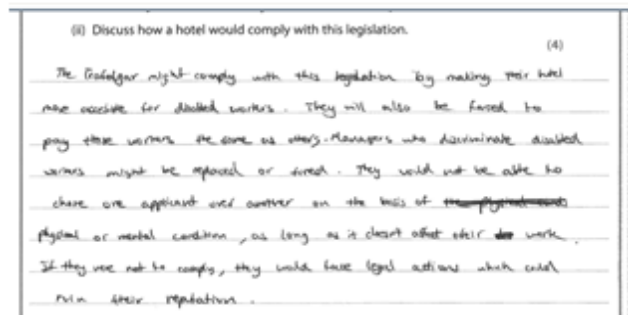 (ii) Discuss how a hotel would comply with this legislation.
(4)
The Trafalgar might comply with this legislation by making their hotel
more for disabled workers. They will also be forced to
pay these workers the same as others. Managers who discriminate disabled
workers might be replaced or fired. They would not be able to
chose one applicant over another on the basis of
physical or mental condition, as long as it doesnt affect their work.
If they were not to comply, they would face legal actions which could
ruin their reputation.